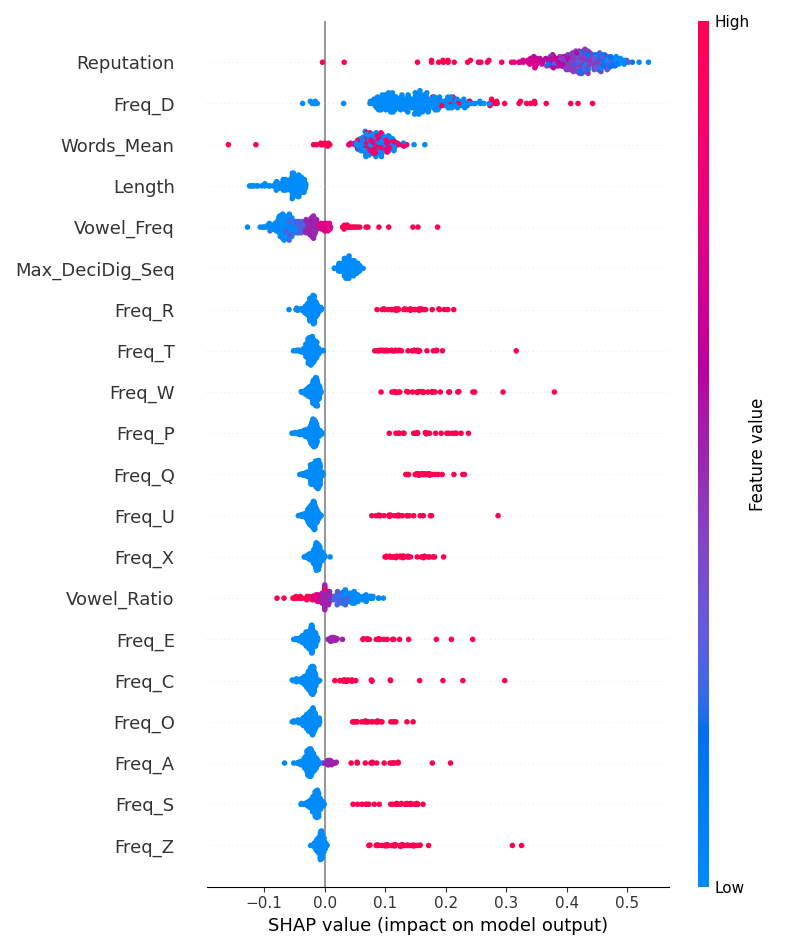 High
Reputation
Freq_D
Words_Mean
Length
Vowel_Freq
Max_DeciDig_Seq
Freq_R
Freq_T
Freq_W
Freq_P
Freq_Q
Freq_U
Freq_X
Vowel_Ratio
Freq_E
Freq_C
Freq_O
Freq_A
Freq_S
Freq_Z
Feature value
Low
−0.1 0.0 0.1 0.2 0.3 0.4 0.5
SHAP value (impact on model output)